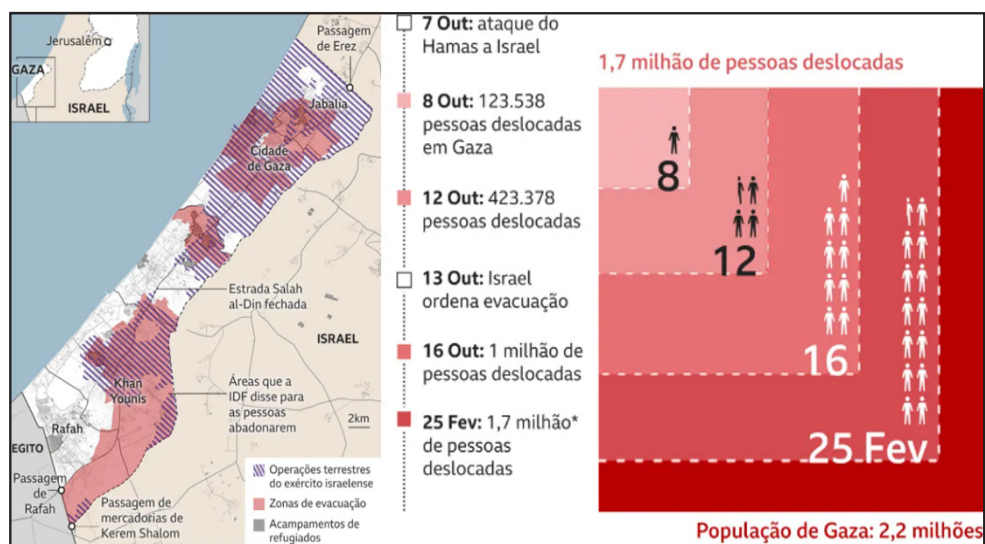 Jerusalém
GAZA
ISRAEL
Passagem
de Erez
Jabalia
Cidade
de Gaza
Estrada Salah
al-Din fechada
ISRAEL
Khan
Younis
Áreas que a
IDF disse para
as pessoas
abadonarem
2km
Rafah
EGITO
Passagem
de
Rafah
Passagem de
mercadorias de
Kerem Shalom
Operações terrestres
do exército israelense
Zonas de evacuação
Acampamentos de
refugiados
7 Out: ataque do
Hamas a Israel
8 Out: 123.538
pessoas deslocadas
em Gaza
12 Out: 423.378
pessoas deslocadas
13 Out: Israel
ordena evacuação
16 Out: 1 milhão de
pessoas deslocadas
25 Fev: 1,7 milhão*
de pessoas
deslocadas
1,7 milhão de pessoas deslocadas
8
12
16
25 Fev
População de Gaza: 2,2 milhões